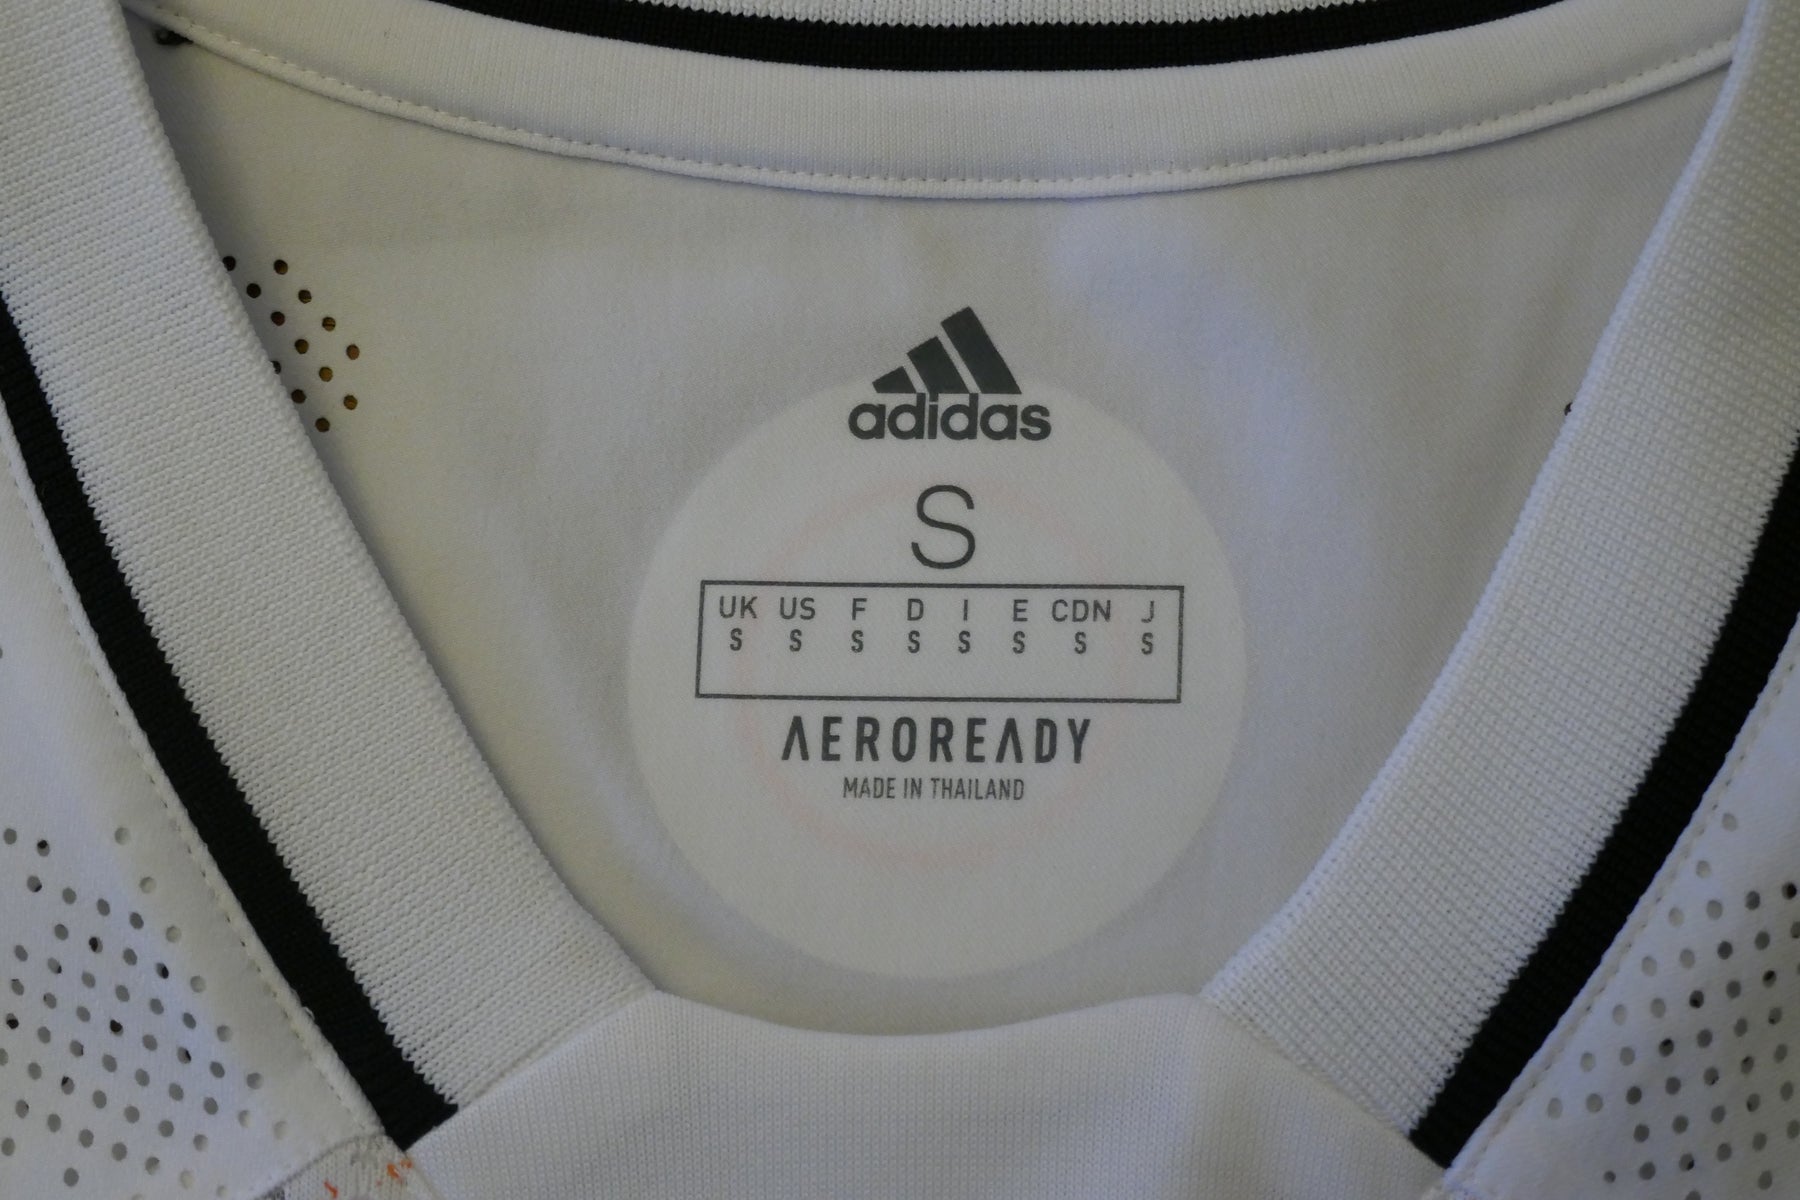 adidas
S
UK US F D I E CDN J
S S S S S S S S
AEROREADY
MADE IN THAILAND